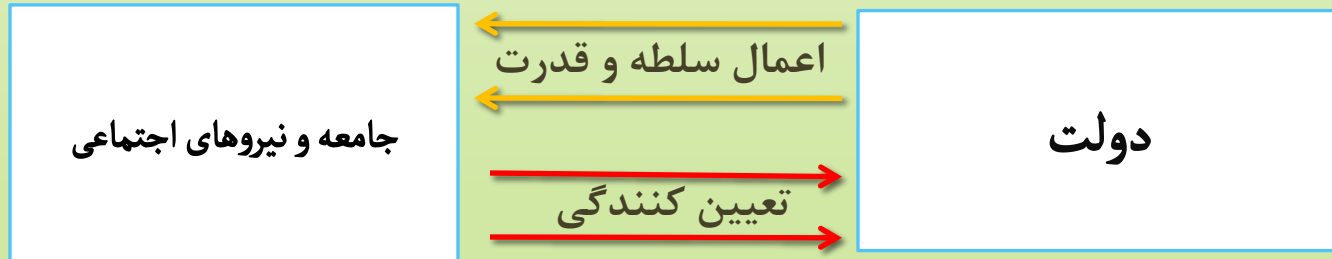 دولت
اعمال سلطه و قدرت
تعیین کنندگی
جامعه و نیروهای اجتماعی